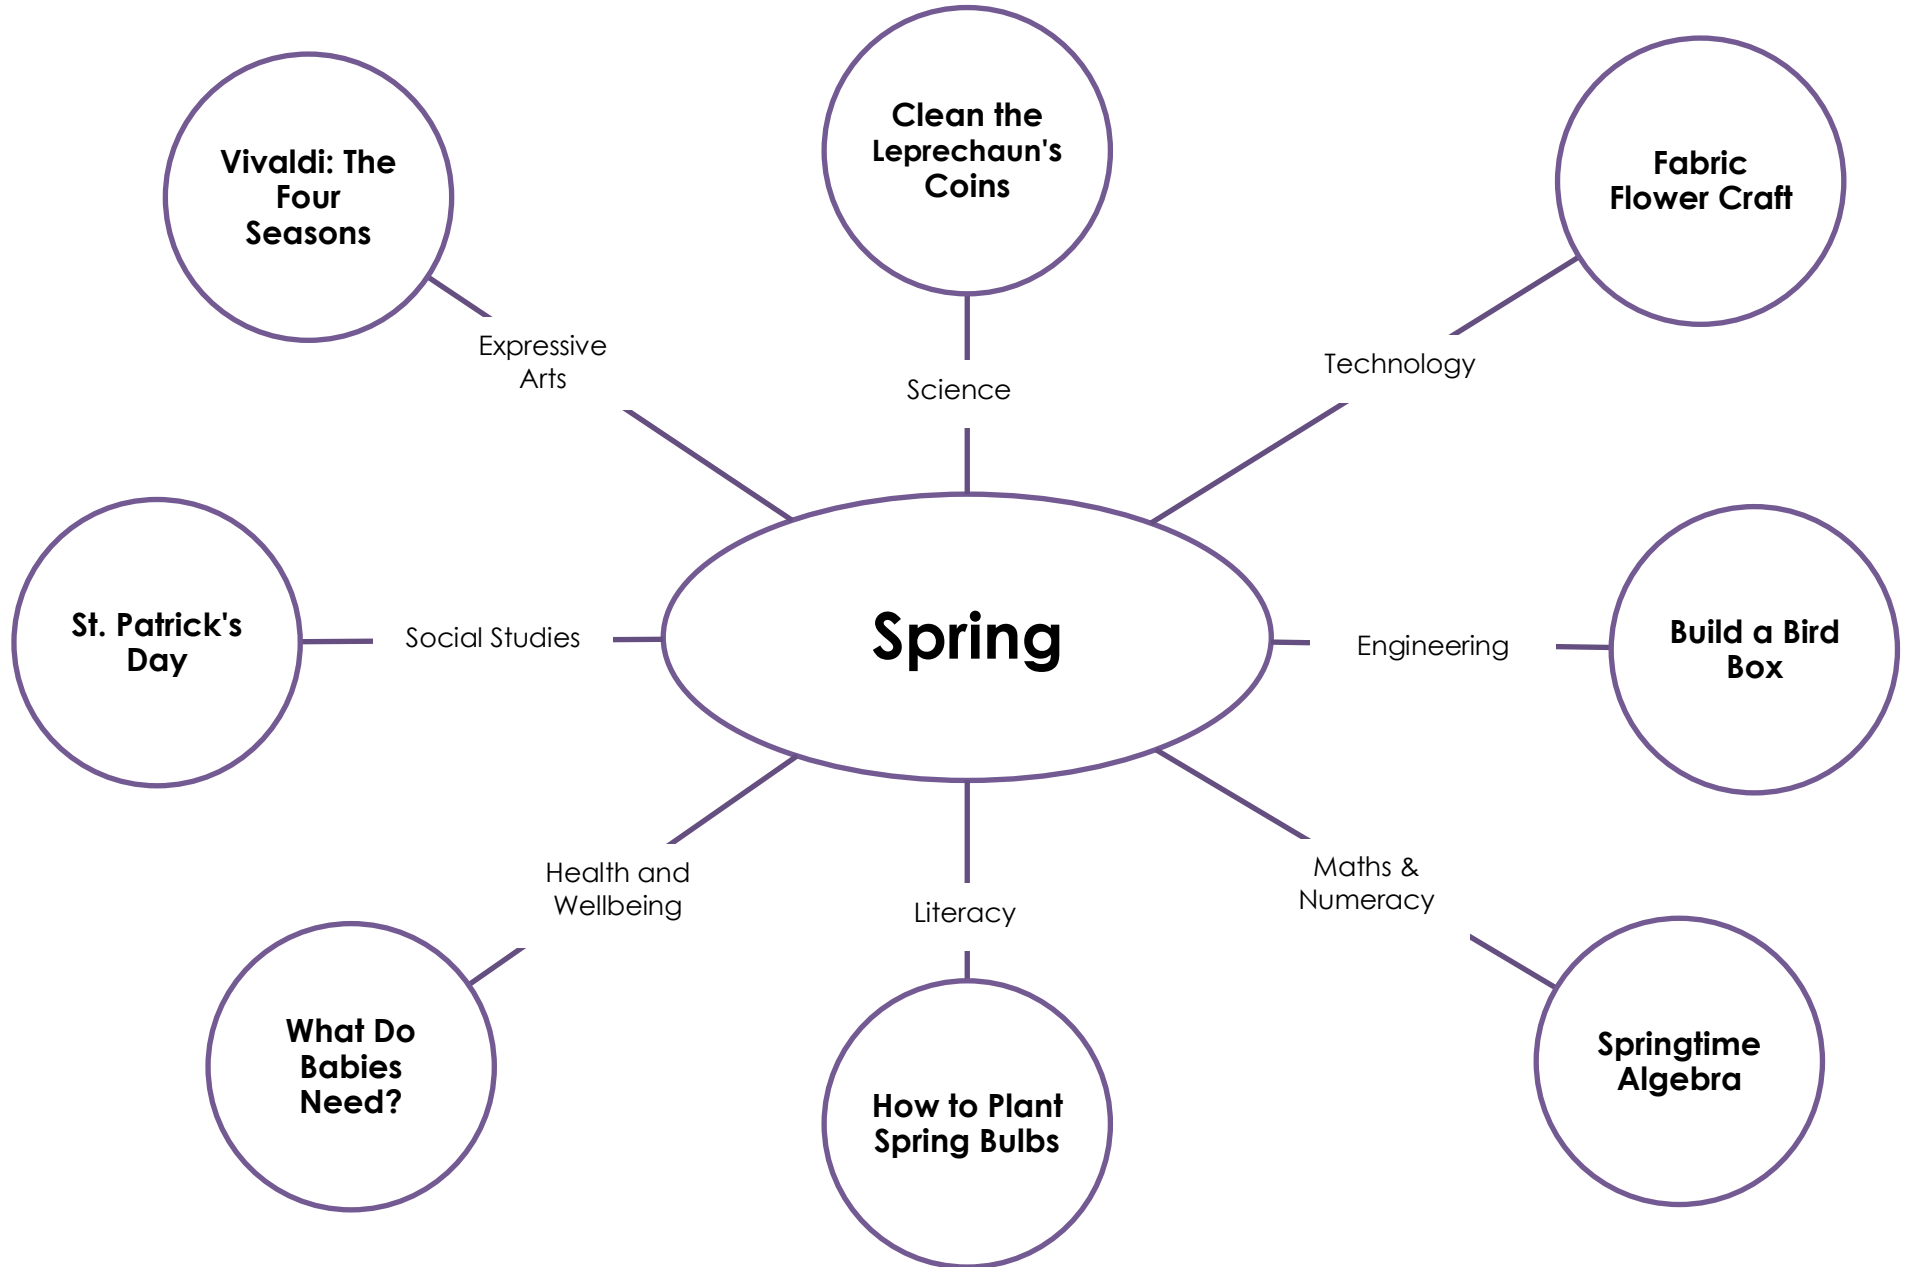 Clean the
Leprechaun's
Coins
Vivaldi: The
Four
Seasons
Fabric
Flower Craft
Expressive
Arts
Science
Technology
St. Patrick's
Day
Social Studies
Spring
Engineering
Build a Bird
Box
Health and
Wellbeing
Literacy
Maths &
Numeracy
What Do
Babies
Need?
How to Plant
Spring Bulbs
Springtime
Algebra